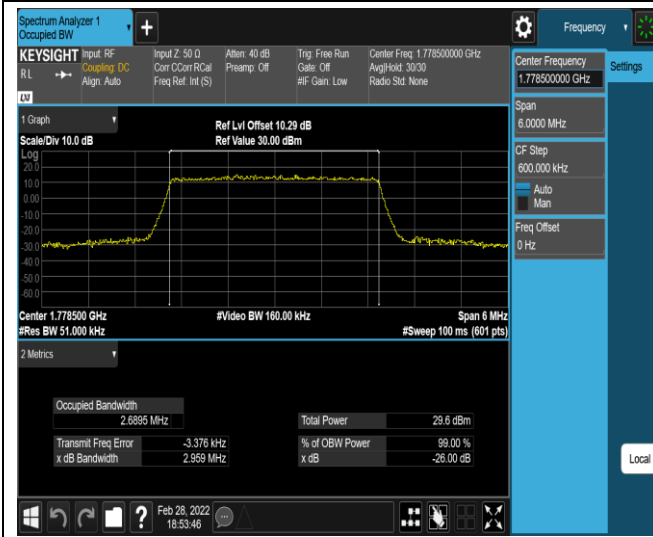 Spectrum Analyzer 1
Occupied BW
Frequency
KEYSIGHT
RL
LXI
Input: RF
Coupling: DC
Align: Auto
Input Z: 50 Ω
Corr CCorr RCal
Freq Ref: Int (S)
Atten: 40 dB
Preamp: Off
Trig: Free Run
Gate: Off
#IF Gain: Low
Center Freq: 1.778500000 GHz
Avg|Hold: 30/30
Radio Std: None
Center Frequency
1.778500000 GHz
Settings
Span
6.0000 MHz
CF Step
600.000 kHz
Auto
Man
Freq Offset
0 Hz
1 Graph
Scale/Div 10.0 dB
Ref Lvl Offset 10.29 dB
Ref Value 30.00 dBm
Log
20.0
10.0
0.00
-10.0
-20.0
-30.0
-40.0
-50.0
-60.0
Center 1.778500 GHz
#Res BW 51.000 kHz
#Video BW 160.00 kHz
Span 6 MHz
#Sweep 100 ms (601 pts)
2 Metrics
Occupied Bandwidth
2.6895 MHz
Total Power 29.6 dBm
Transmit Freq Error -3.376 kHz
% of OBW Power 99.00 %
x dB Bandwidth 2.959 MHz
x dB -26.00 dB
Local
?
Feb 28, 2022
18:53:46